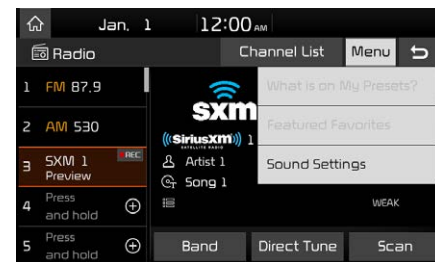 Jan. 1 12:00 AM
Radio Channel List Menu
1 FM 87.9
2 AM 530
3 SXM 1 REC
Preview
4 Press
and hold
5 Press
and hold
sxm
((SiriusXM)) 1
SATELLITE RADIO
Artist 1
Song 1
What is on My Presets?
Featured Favorites
Sound Settings
WEAK
Band Direct Tune Scan